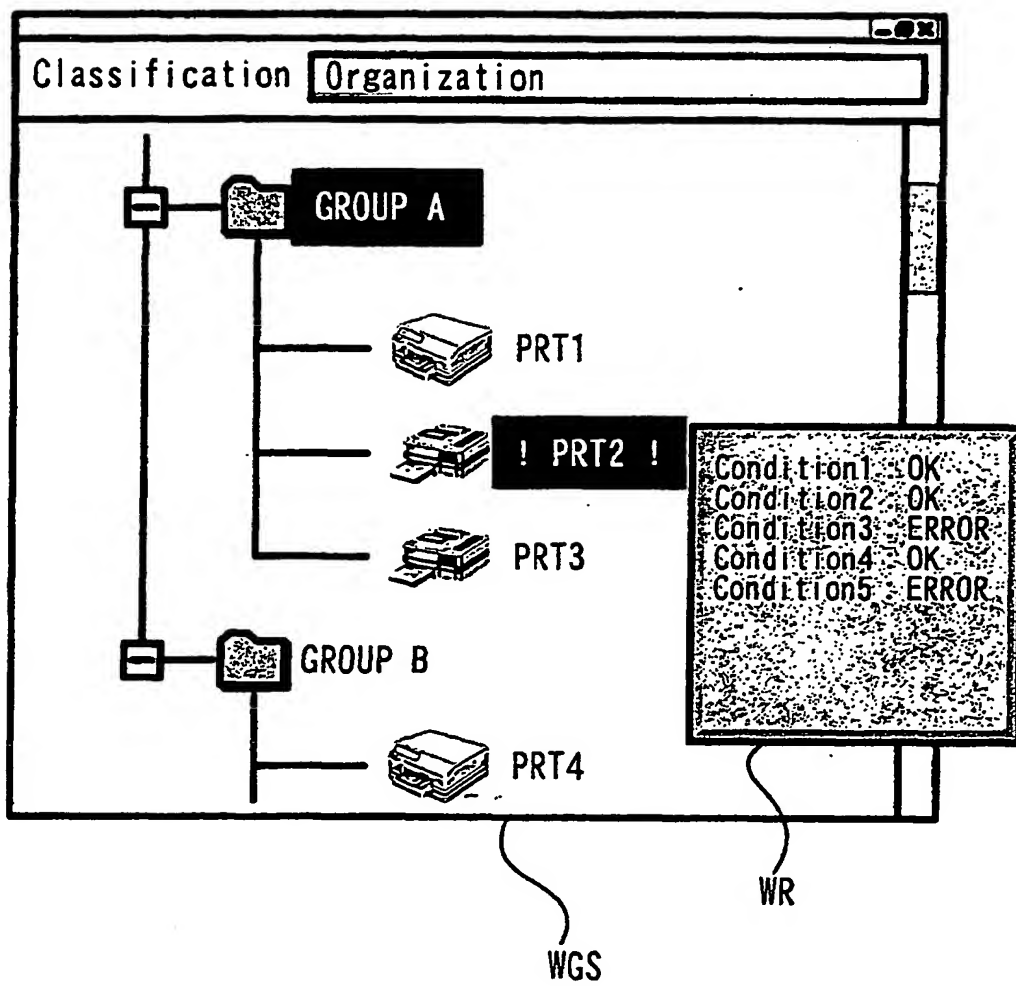 Classification Organization
GROUP A
PRT1
! PRT2 !
Condition1 : OK
Condition2 : OK
Condition3 : ERROR
Condition4 : OK
Condition5 : ERROR
PRT3
GROUP B
PRT4
WR
WGS